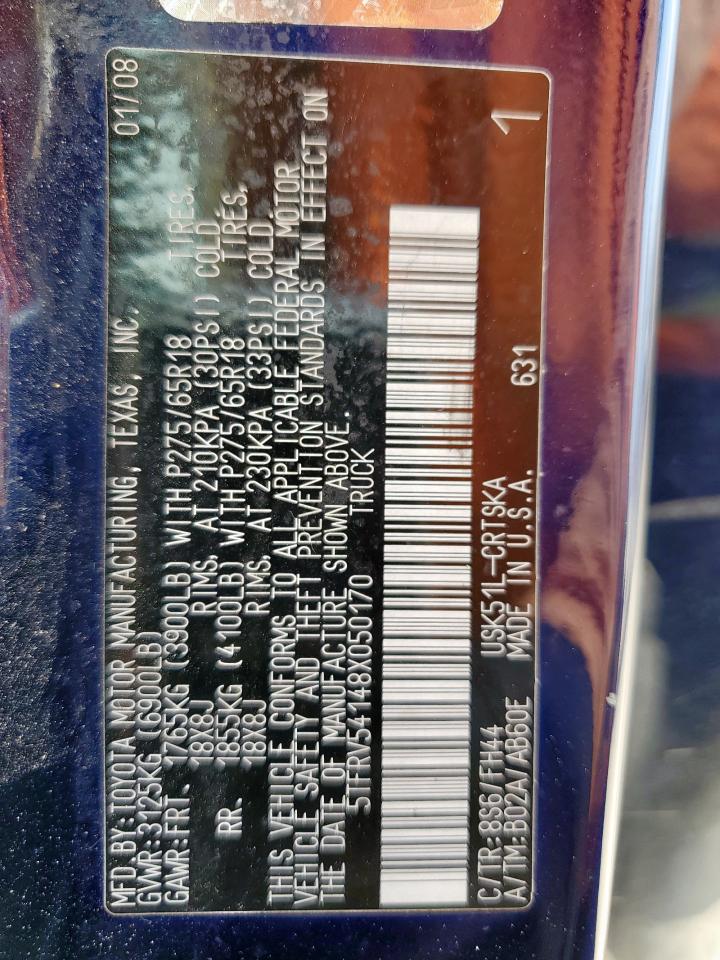 MFD.BY:TOYOTA MOTOR MANUFACTURING, TEXAS, INC. 01/08
GVWR:3125KG (6900LB)
GAWR:FRT. 1765KG (3900LB) WITH P275/65R18 TIRES,
18X8J RIMS, AT 210KPA (30PSI) COLD
RR. 1855KG (4100LB) WITH P275/65R18 TIRES,
18X8J RIMS, AT 230KPA (33PSI) COLD
THIS VEHICLE CONFORMS TO ALL APPLICABLE FEDERAL MOTOR
VEHICLE SAFETY AND THEFT PREVENTION STANDARDS IN EFFECT ON
THE DATE OF MANUFACTURE SHOWN ABOVE.
5TFRV54148X050170 TRUCK
C/TR:8S6/FH44 USK51L-CRTSKA
A/TM:B02A/AB60E MADE IN U.S.A. 631 1